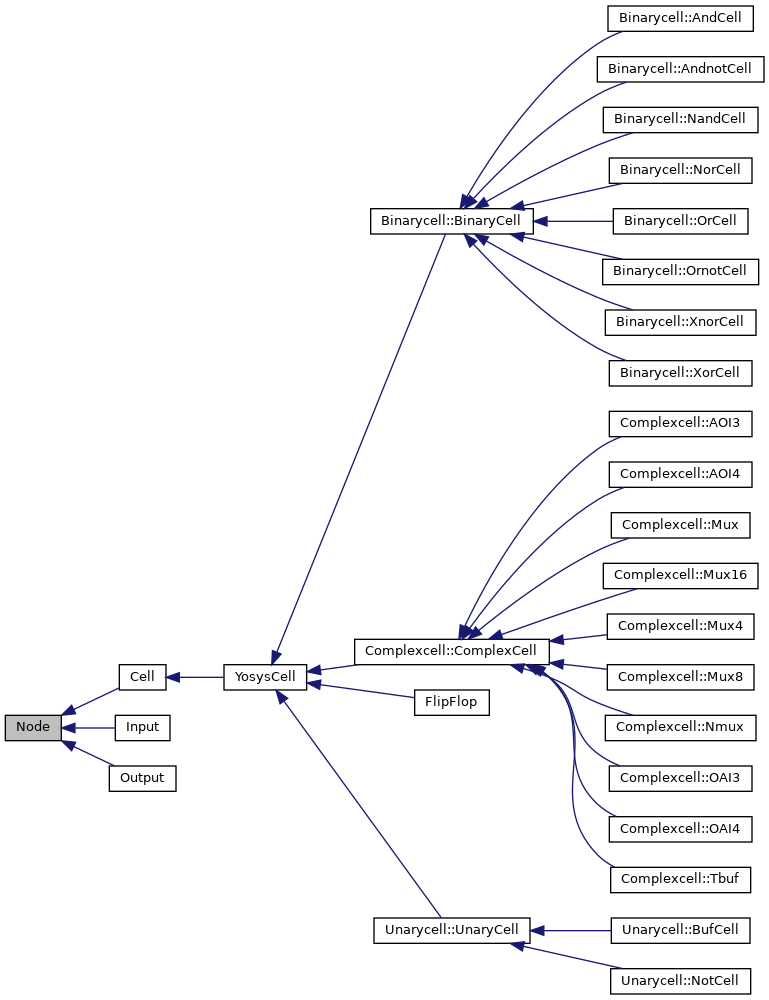 Binarycell::AndCell
Binarycell::AndnotCell
Binarycell::NandCell
Binarycell::NorCell
Binarycell::BinaryCell
Binarycell::OrCell
Binarycell::OrnotCell
Binarycell::XnorCell
Binarycell::XorCell
Complexcell::AOI3
Complexcell::AOI4
Complexcell::Mux
Complexcell::Mux16
Complexcell::Mux4
Complexcell::ComplexCell
Cell
YosysCell
Complexcell::Mux8
FlipFlop
Node
Input
Complexcell::Nmux
Output
Complexcell::OAI3
Complexcell::OAI4
Complexcell::Tbuf
Unarycell::UnaryCell
Unarycell::BufCell
Unarycell::NotCell